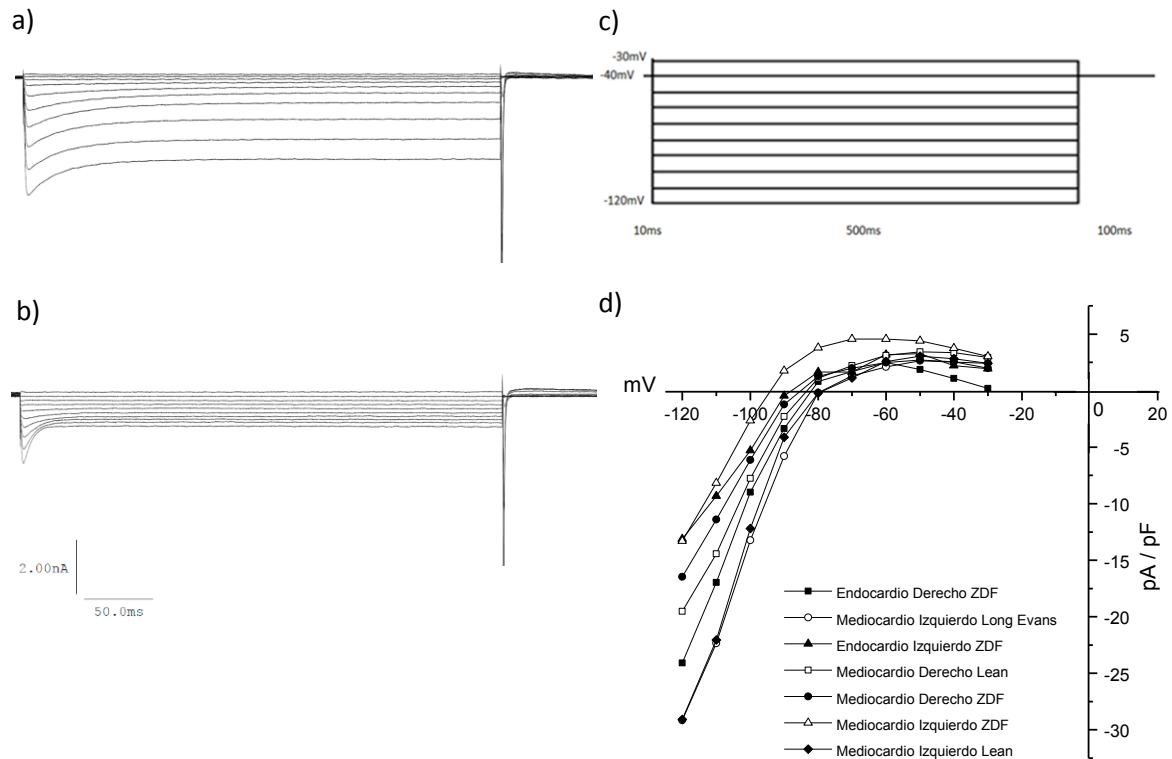 a)
b)
2.00nA
50.0ms
c)
-30mV
-40mV
-120mV
10ms
500ms
100ms
d)
mV
-120
-100
-80
-60
-40
-20
0
20
5
-5
-10
-15
-20
-25
-30
pA / pF
Endocardio Derecho ZDF
Mediocardio Izquierdo Long Evans
Endocardio Izquierdo ZDF
Mediocardio Derecho Lean
Mediocardio Derecho ZDF
Mediocardio Izquierdo ZDF
Mediocardio Izquierdo Lean